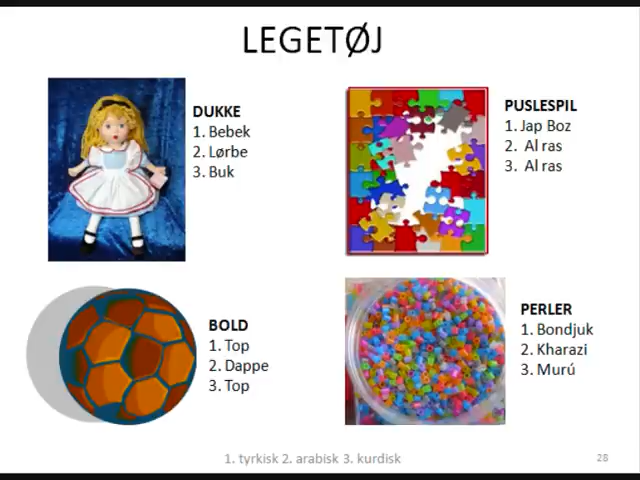 LEGETØJ
DUKKE
1. Bebek
2. Lørbe
3. Buk
PUSLESPIL
1. Jap Boz
2. Al ras
3. Al ras
BOLD
1. Top
2. Dappe
3. Top
PERLER
1. Bondjuk
2. Kharazi
3. Murú
1. tyrkisk 2. arabisk 3. kurdisk
28